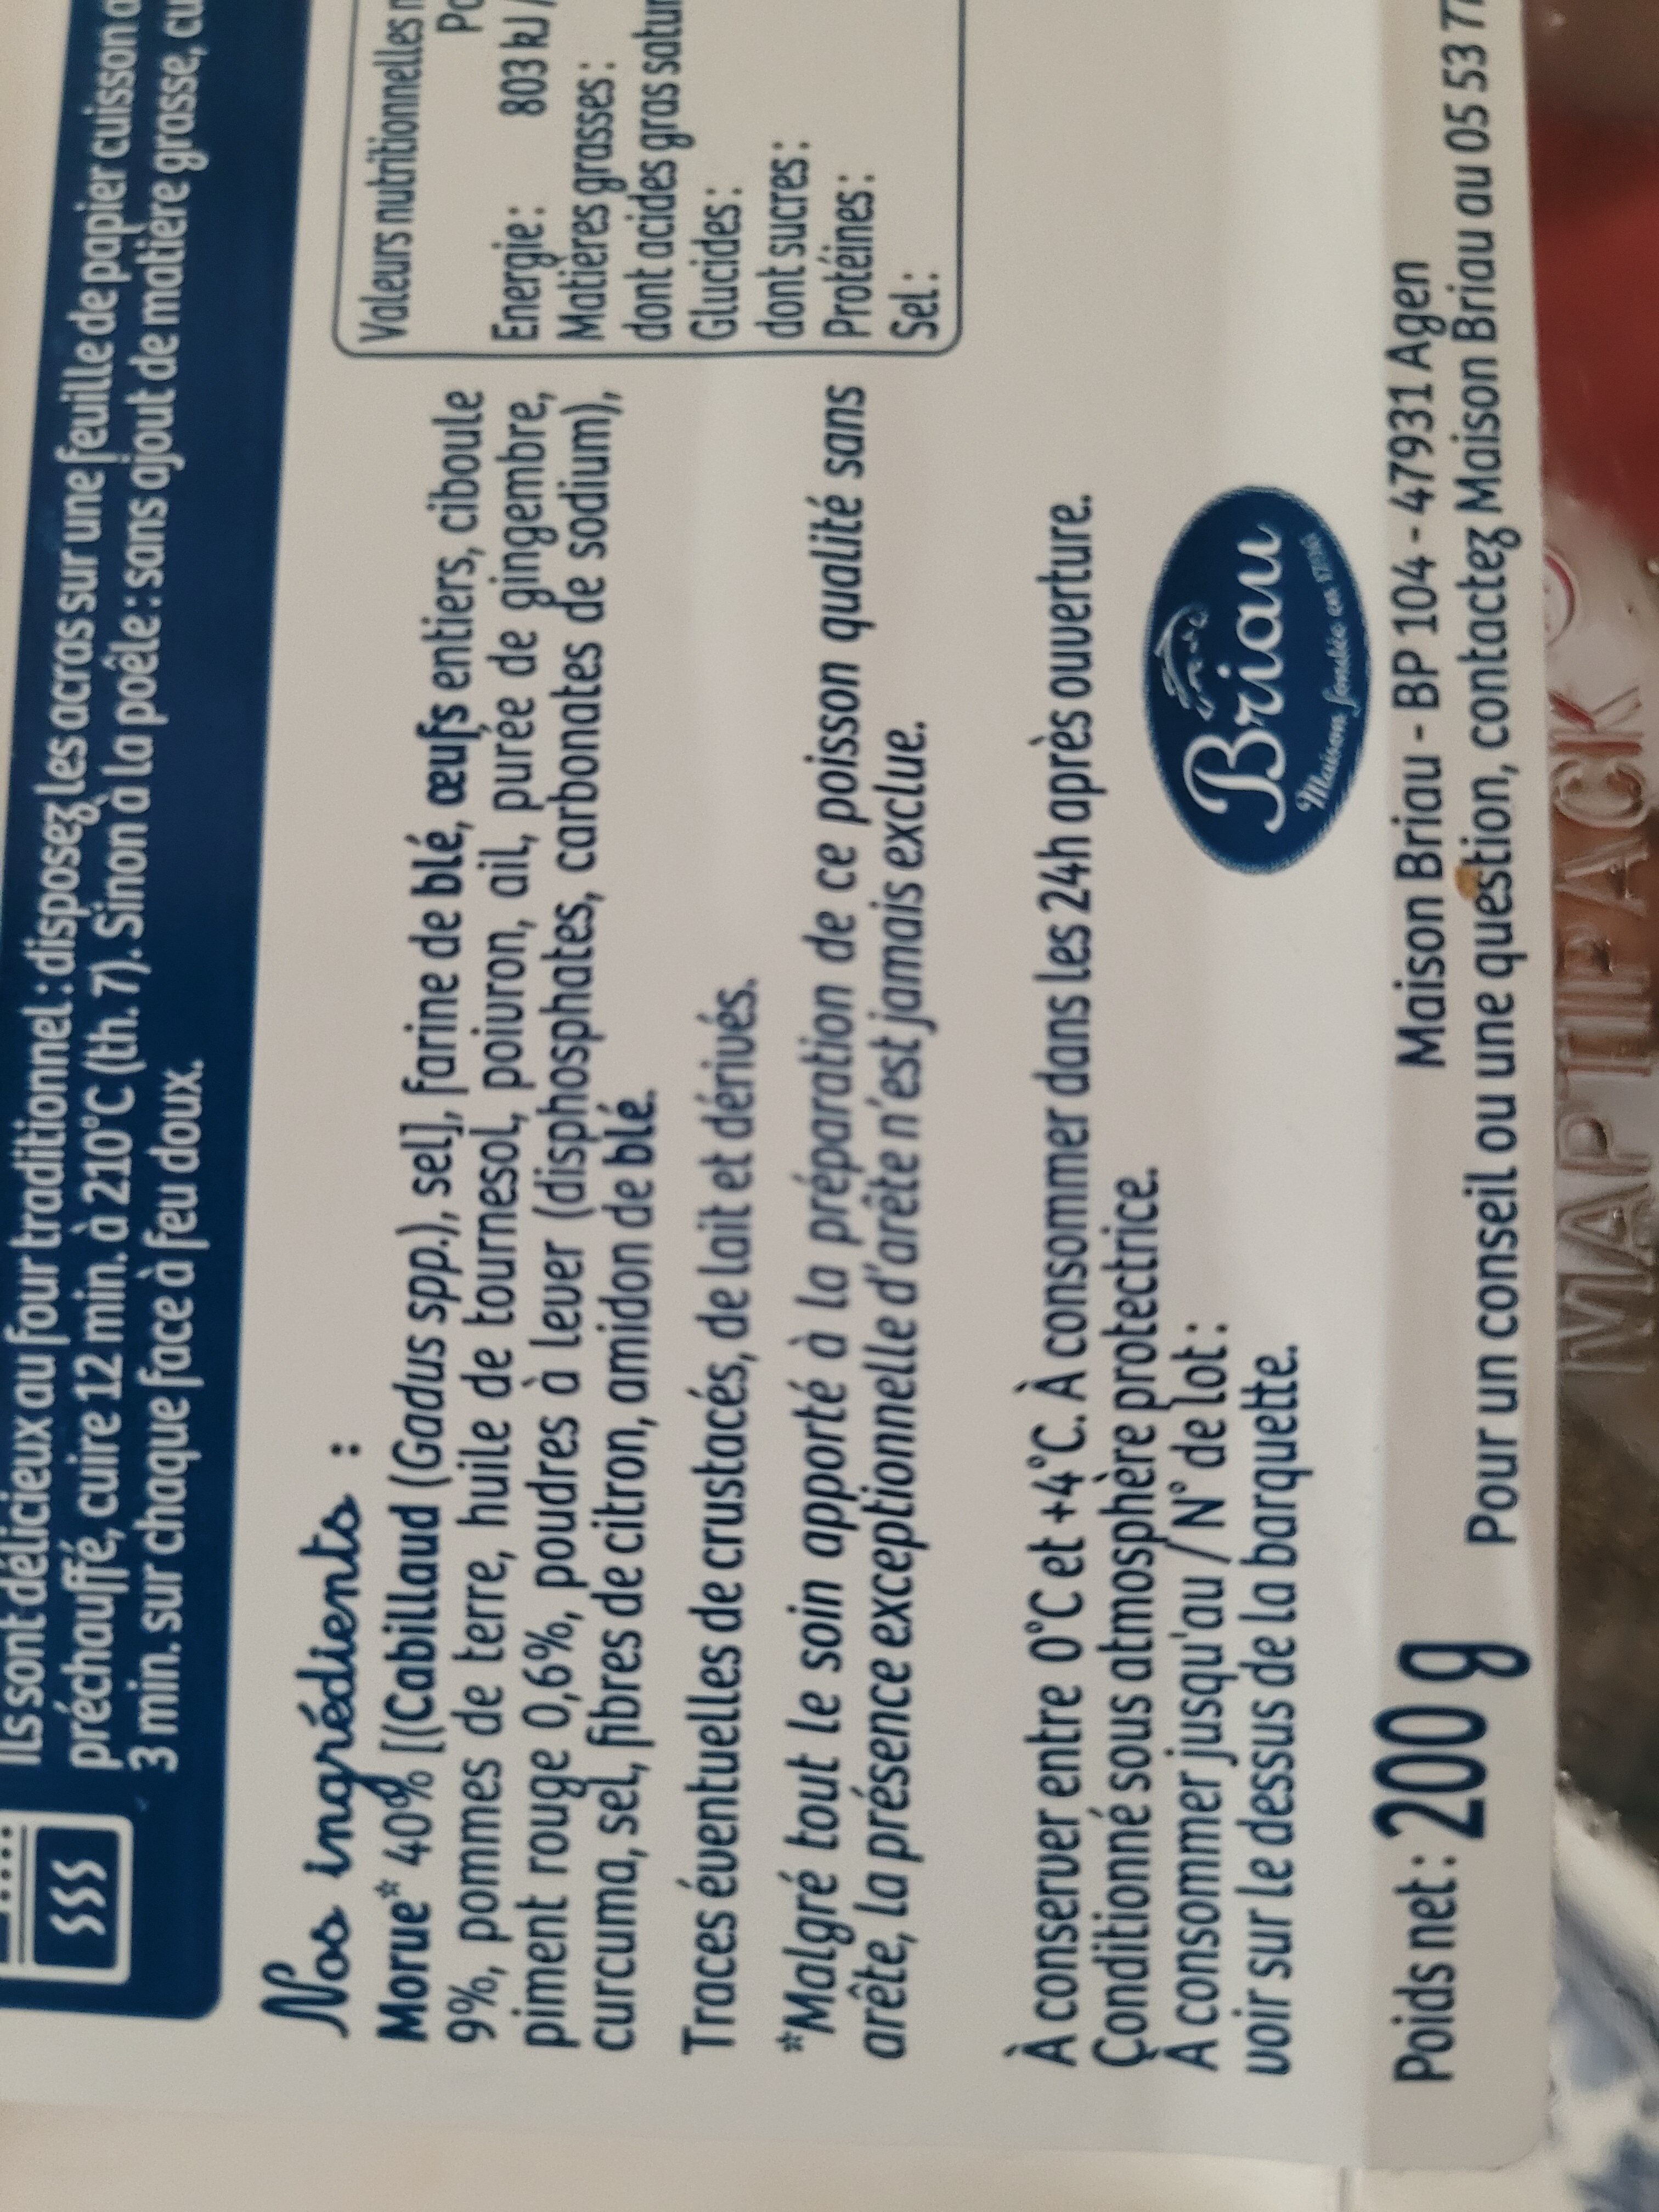 Ils sont délicieux au four traditionnel : disposez les acras sur une feuille de papier cuisson
préchauffé, cuire 12 min. à 210°C (th. 7). Sinon à la poêle : sans ajout de matière grasse,
3 min. sur chaque face à feu doux.
Nos ingrédients :
Morue* 40% [(Cabillaud (Gadus spp.), sel], farine de blé, œufs entiers, ciboule
9%, pommes de terre, huile de tournesol, poivron, ail, purée de gingembre,
piment rouge 0,6%, poudres à lever (disphosphates, carbonates de sodium),
curcuma, sel, fibres de citron, amidon de blé.
Traces éventuelles de crustacés, de lait et dérivés.
*Malgré tout le soin apporté à la préparation de ce poisson qualité sans
arête, la présence exceptionnelle d'arête n'est jamais exclue.
Valeurs nutritionnelles
Energie : 803 kJ /
Matières grasses :
dont acides gras
Glucides :
dont sucres :
Protéines :
Sel :
À conserver entre 0°C et +4°C. À consommer dans les 24h après ouverture.
Conditionné sous atmosphère protectrice.
À consommer jusqu'au / N° de lot :
voir sur le dessus de la barquette.
Briau
Maison fondée en
Poids net : 200 g
Maison Briau - BP 104 - 47931 Agen
Pour un conseil ou une question, contactez Maison Briau au 05 53
MAPTIPACK